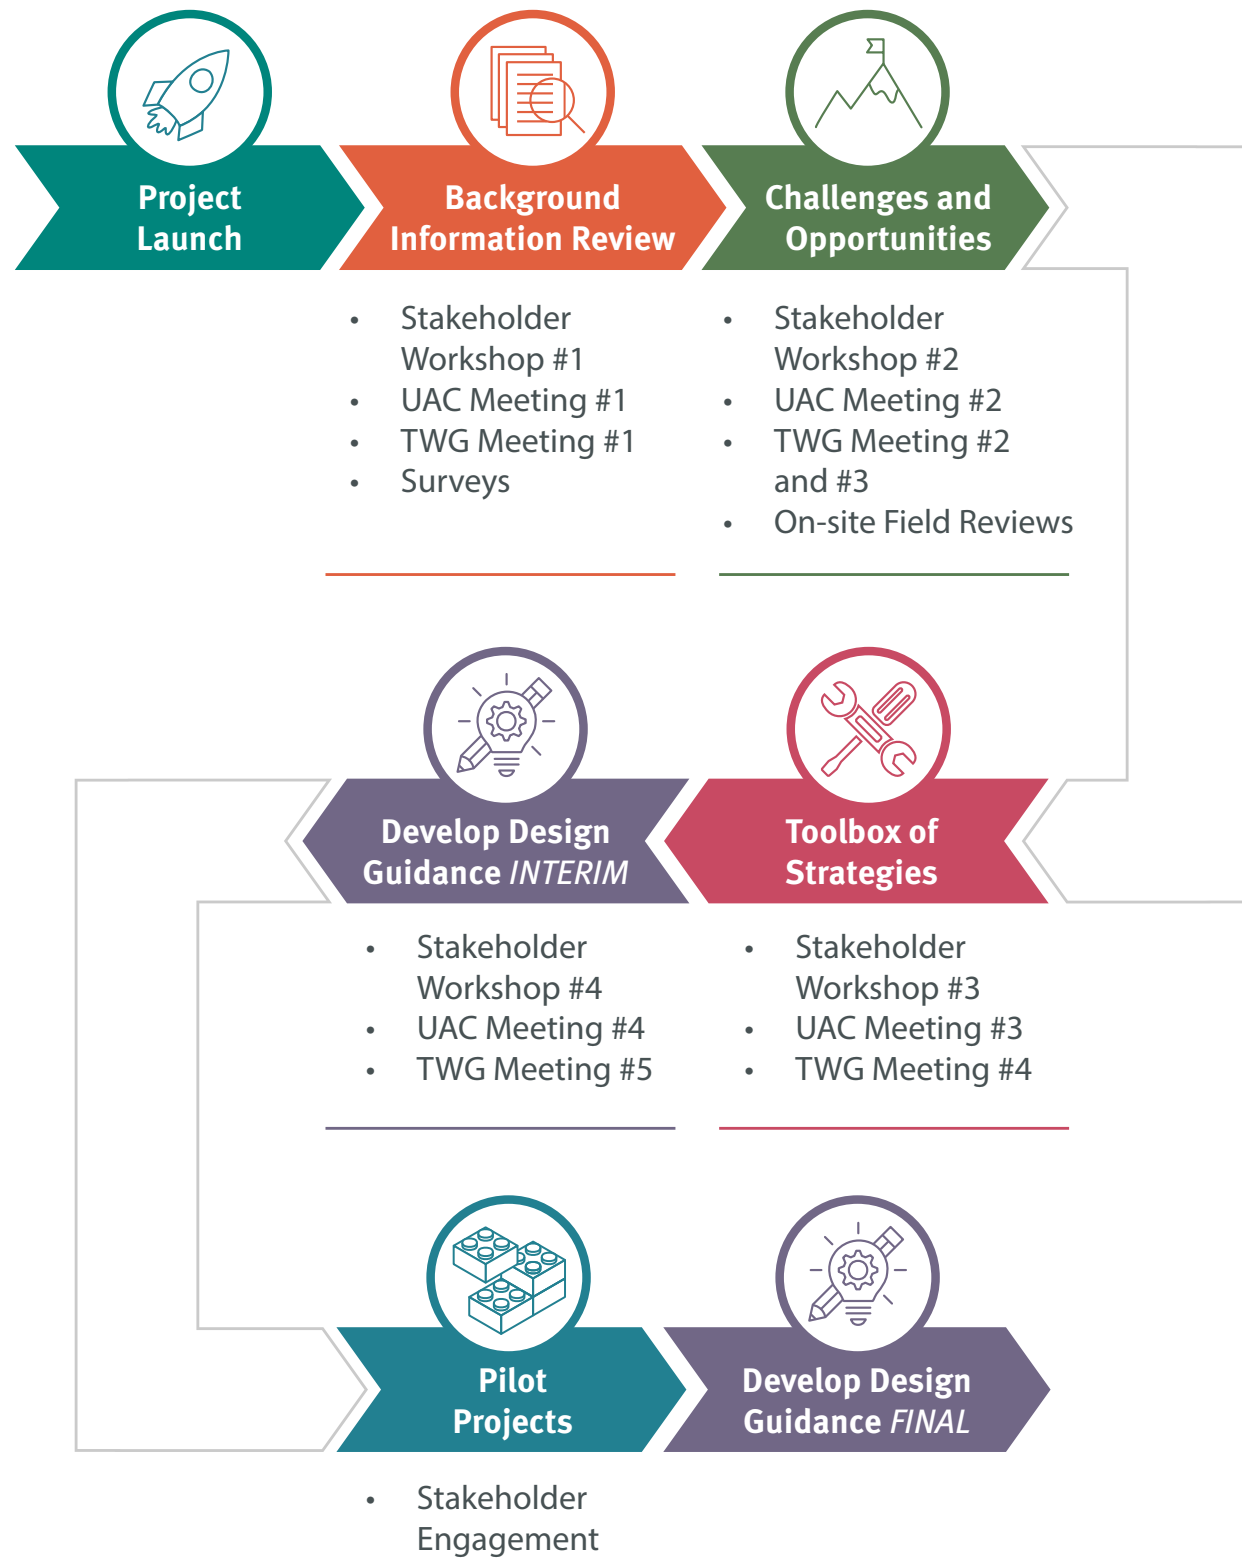 Project
Launch
Background
Information Review
Challenges and
Opportunities
• Stakeholder
Workshop #1
• UAC Meeting #1
• TWG Meeting #1
• Surveys
• Stakeholder
Workshop #2
• UAC Meeting #2
• TWG Meeting #2
and #3
• On-site Field Reviews
Develop Design
Guidance INTERIM
Toolbox of
Strategies
• Stakeholder
Workshop #4
• UAC Meeting #4
• TWG Meeting #5
• Stakeholder
Workshop #3
• UAC Meeting #3
• TWG Meeting #4
Pilot
Projects
Develop Design
Guidance FINAL
• Stakeholder
Engagement